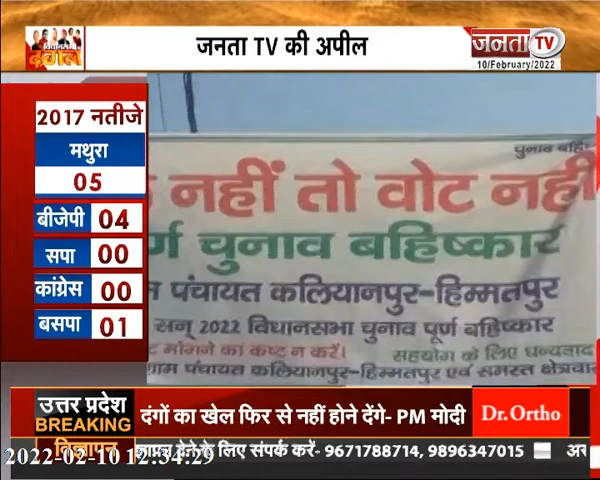 विधानसभा
दंगल
जनता TV की अपील
जनता TV
10/February/2022
2017 नतीजे
मथुरा
05
बीजेपी 04
सपा 00
कांग्रेस 00
बसपा 01
चुनाव
नहीं तो वोट नही
चुनाव बहिष्कार
पंचायत कलियानपुर-हिम्मतपुर
सन् 2022 विधानसभा चुनाव पूर्ण बहिष्कार
मांगने का कष्ट न करें। सहयोग के लिए धन्यवाद
ग्राम पंचायत कलियानपुर-हिम्मतपुर एवं समस्त क्षेत्रवा
उत्तर प्रदेश
BREAKING
दंगों का खेल फिर से नहीं होने देंगे- PM मोदी
Dr. Ortho
विज्ञापन
के लिए संपर्क करें- 9671788714, 9896347015
2022-02-10 12:54:29